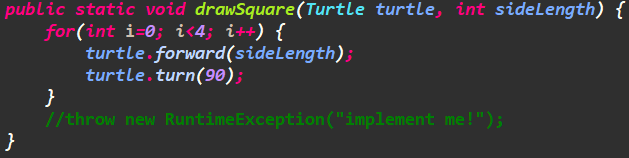 public static void drawSquare(Turtle turtle, int sideLength) {
    for(int i=0; i<4; i++) {
        turtle.forward(sideLength);
        turtle.turn(90);
    }
    //throw new RuntimeException("implement me!");
}